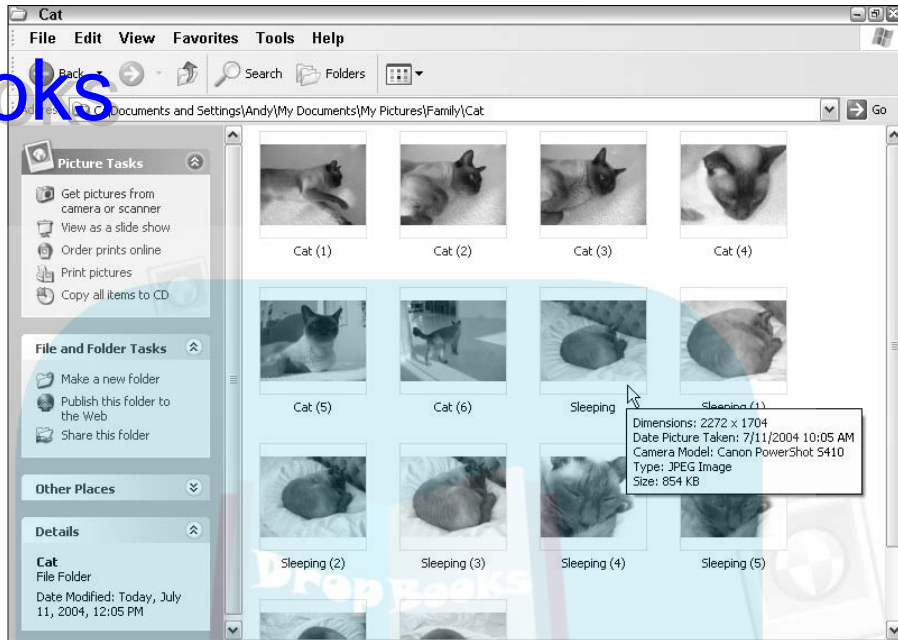 Cat
File Edit View Favorites Tools Help
Back Search Folders
oks
Address C:\Documents and Settings\Andy\My Documents\My Pictures\Family\Cat Go
Picture Tasks
Get pictures from
camera or scanner
View as a slide show
Order prints online
Print pictures
Copy all items to CD
File and Folder Tasks
Make a new folder
Publish this folder to
the Web
Share this folder
Other Places
Details
Cat
File Folder
Date Modified: Today, July
11, 2004, 12:05 PM
Cat (1) Cat (2) Cat (3) Cat (4)
Cat (5) Cat (6) Sleeping Sleeping (1)
Dimensions: 2272 x 1704
Date Picture Taken: 7/11/2004 10:05 AM
Camera Model: Canon PowerShot S410
Type: JPEG Image
Size: 854 KB
Sleeping (2) Sleeping (3) Sleeping (4) Sleeping (5)
DropBooks